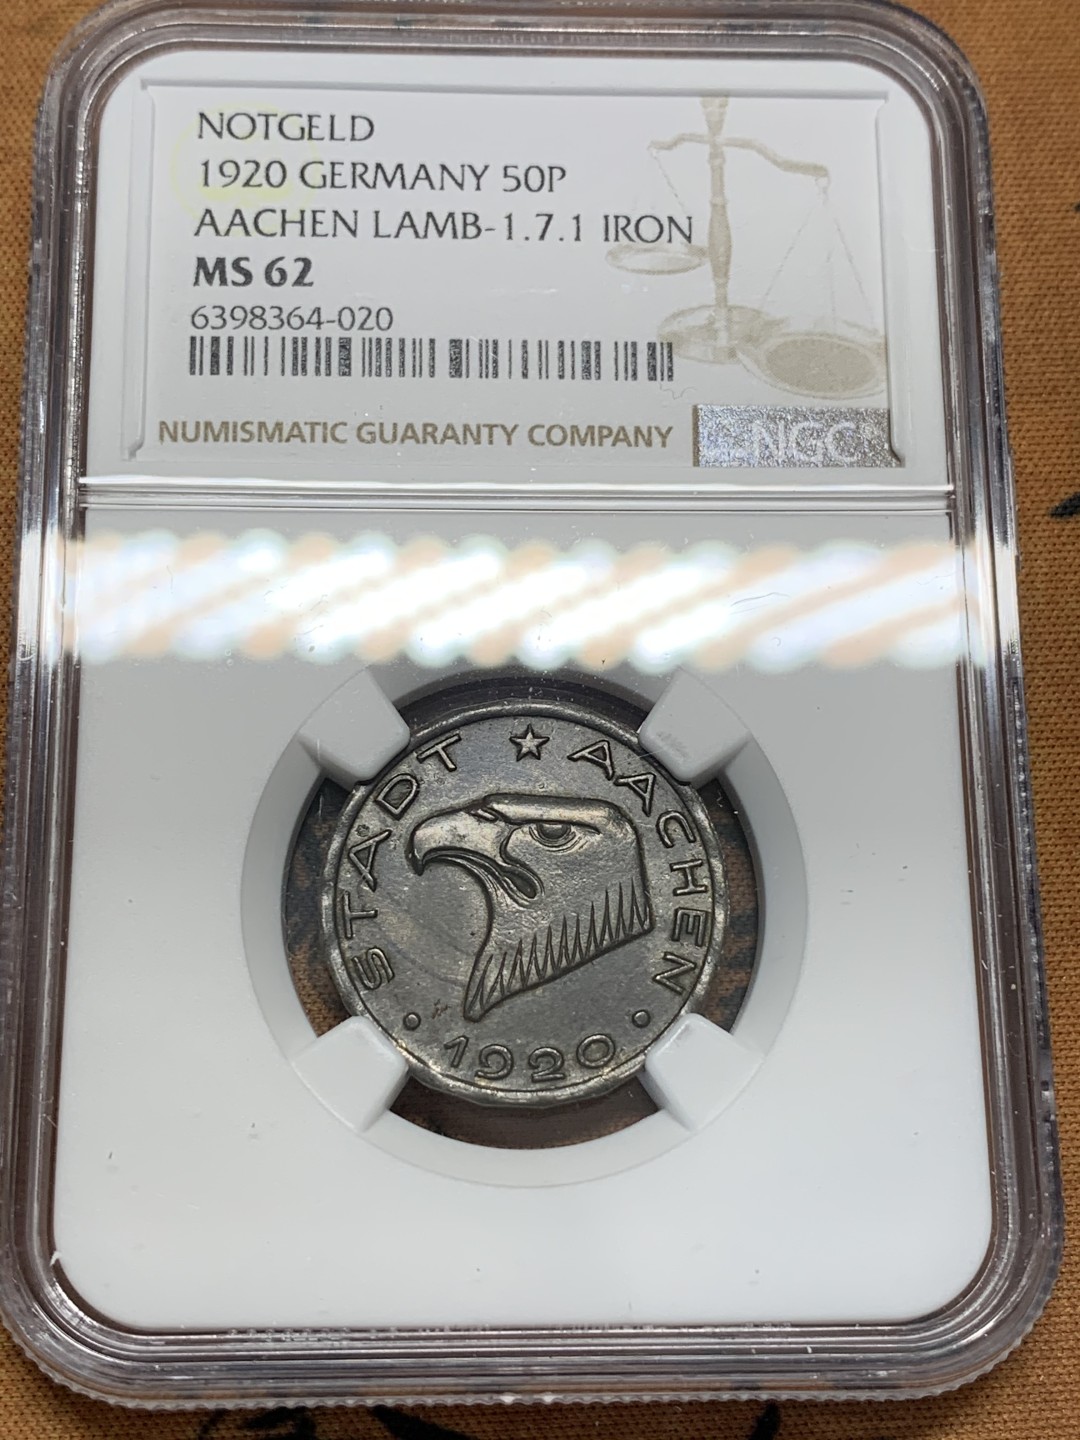 NOTGELD
1920 GERMANY 50P
AACHEN LAMB-1.7.1 IRON
MS 62
6398364-020
NUMISMATIC GUARANTY COMPANY
NGC
STADT ★ AACHEN
• 1920 •